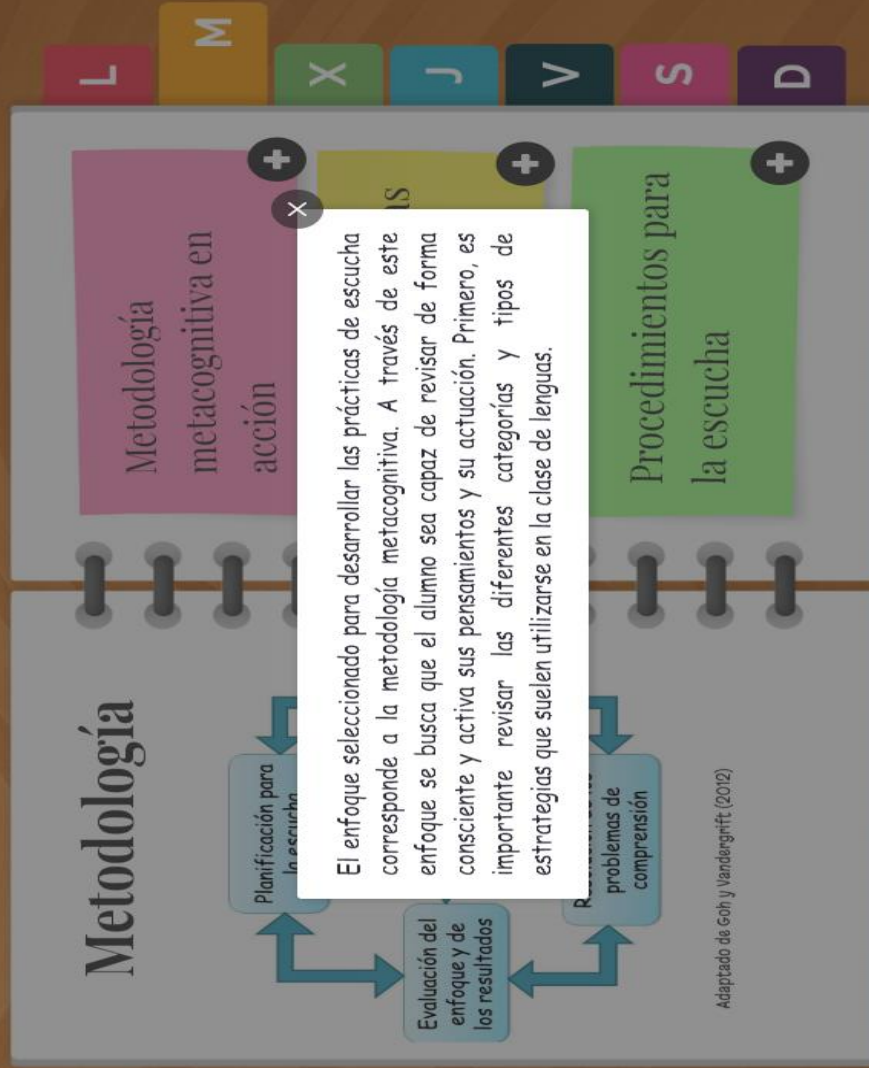 Metodología
Planificación para
la escucha
Evaluación del
enfoque y de
los resultados
problemas de
comprensión
Adaptado de Goh y Vandergrift (2012)
Metodología
metacognitiva en
acción
Procedimientos para
la escucha
X
El enfoque seleccionado para desarrollar las prácticas de escucha
corresponde a la metodología metacognitiva. A través de este
enfoque se busca que el alumno sea capaz de revisar de forma
consciente y activa sus pensamientos y su actuación. Primero, es
importante revisar las diferentes categorías y tipos de
estrategias que suelen utilizarse en la clase de lenguas.
L
M
X
J
V
S
D